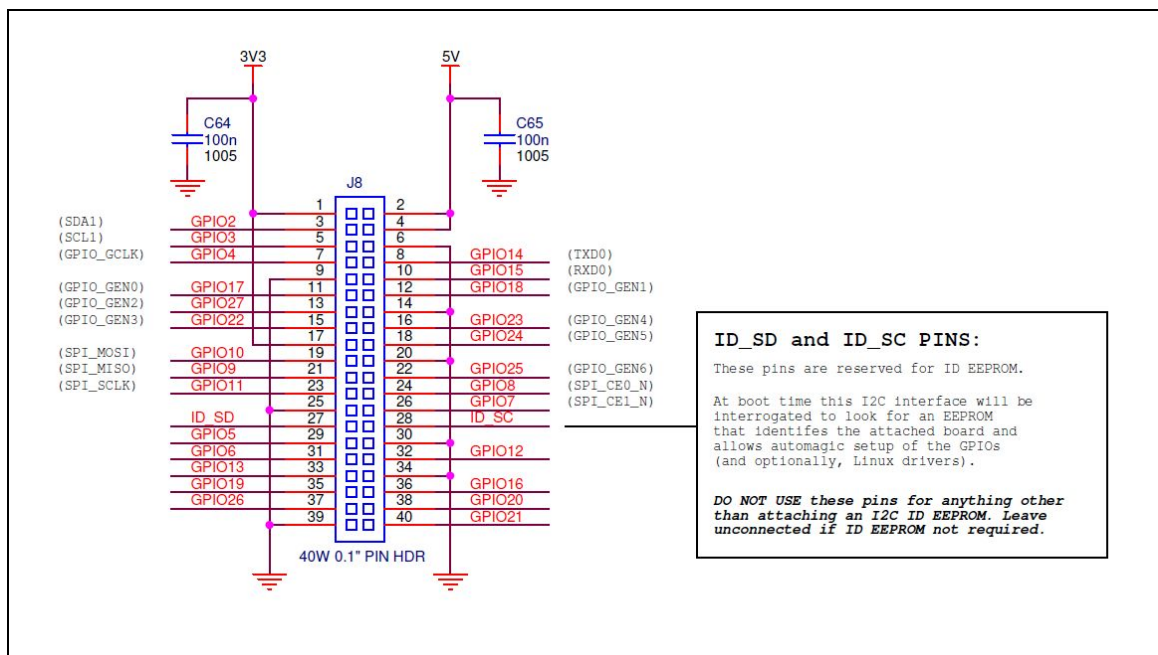 3V3 5V
C64 C65
100n 100n
1005 1005
J8
1 2
(SDA1) GPIO2 3 4
(SCL1) GPIO3 5 6
(GPIO_GCLK) GPIO4 7 8 GPIO14 (TXD0)
9 10 GPIO15 (RXD0)
(GPIO_GEN0) GPIO17 11 12 GPIO18 (GPIO_GEN1)
(GPIO_GEN2) GPIO27 13 14
(GPIO_GEN3) GPIO22 15 16 GPIO23 (GPIO_GEN4)
17 18 GPIO24 (GPIO_GEN5)
(SPI_MOSI) GPIO10 19 20
(SPI_MISO) GPIO9 21 22 GPIO25 (GPIO_GEN6)
(SPI_SCLK) GPIO11 23 24 GPIO8 (SPI_CE0_N)
25 26 GPIO7 (SPI_CE1_N)
ID_SD 27 28 ID_SC
GPIO5 29 30
GPIO6 31 32 GPIO12
GPIO13 33 34
GPIO19 35 36 GPIO16
GPIO26 37 38 GPIO20
39 40 GPIO21
40W 0.1" PIN HDR
ID_SD and ID_SC PINS:
These pins are reserved for ID EEPROM.
At boot time this I2C interface will be
interrogated to look for an EEPROM
that identifes the attached board and
allows automagic setup of the GPIOs
(and optionally, Linux drivers).
DO NOT USE these pins for anything other
than attaching an I2C ID EEPROM. Leave
unconnected if ID EEPROM not required.